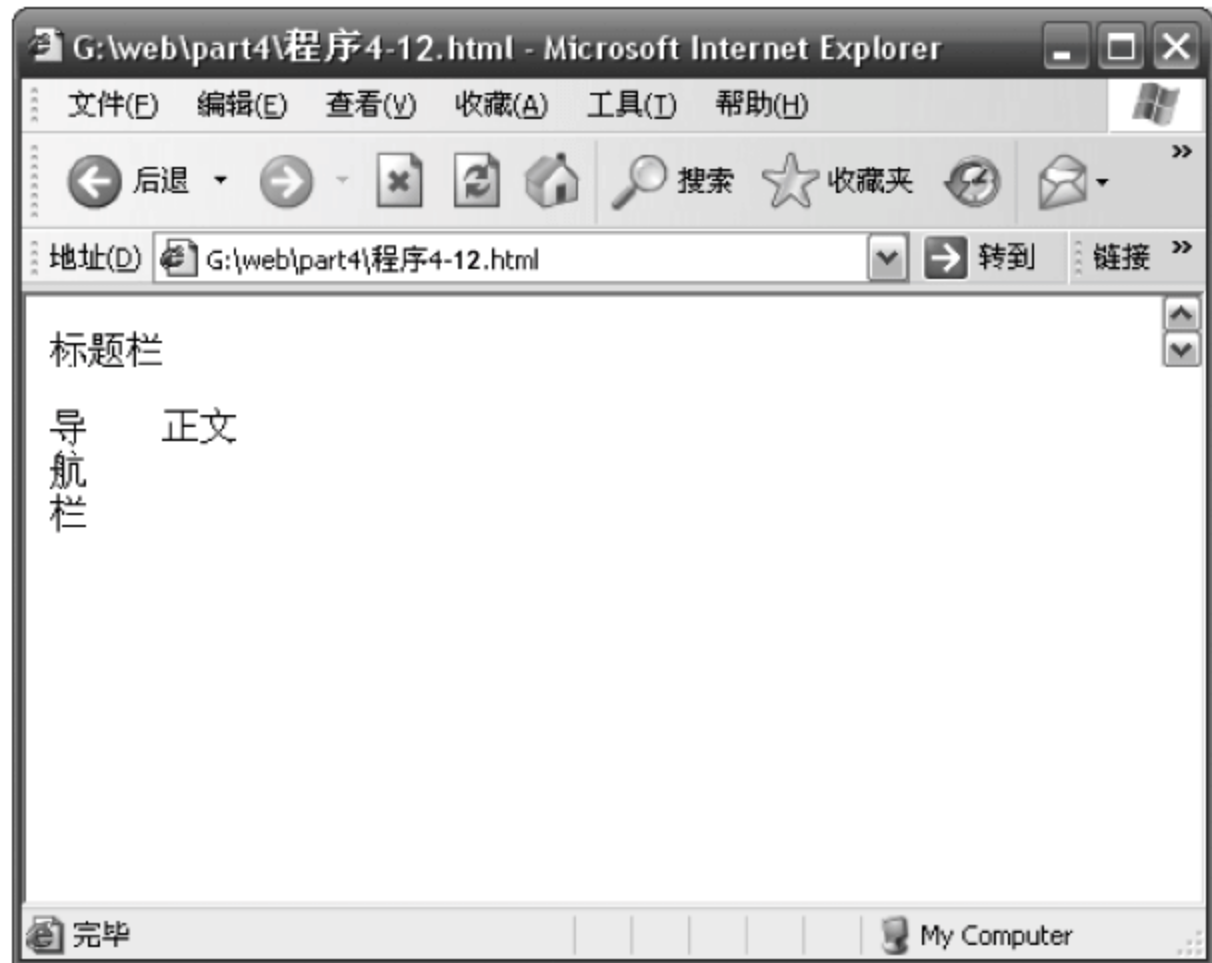 G:\web\part4\程序4-12.html - Microsoft Internet Explorer
文件(F) 编辑(E) 查看(V) 收藏(A) 工具(T) 帮助(H)
后退 搜索 收藏夹 »
地址(D) G:\web\part4\程序4-12.html 转到 链接 »
标题栏
导 正文
航
栏
完毕 My Computer